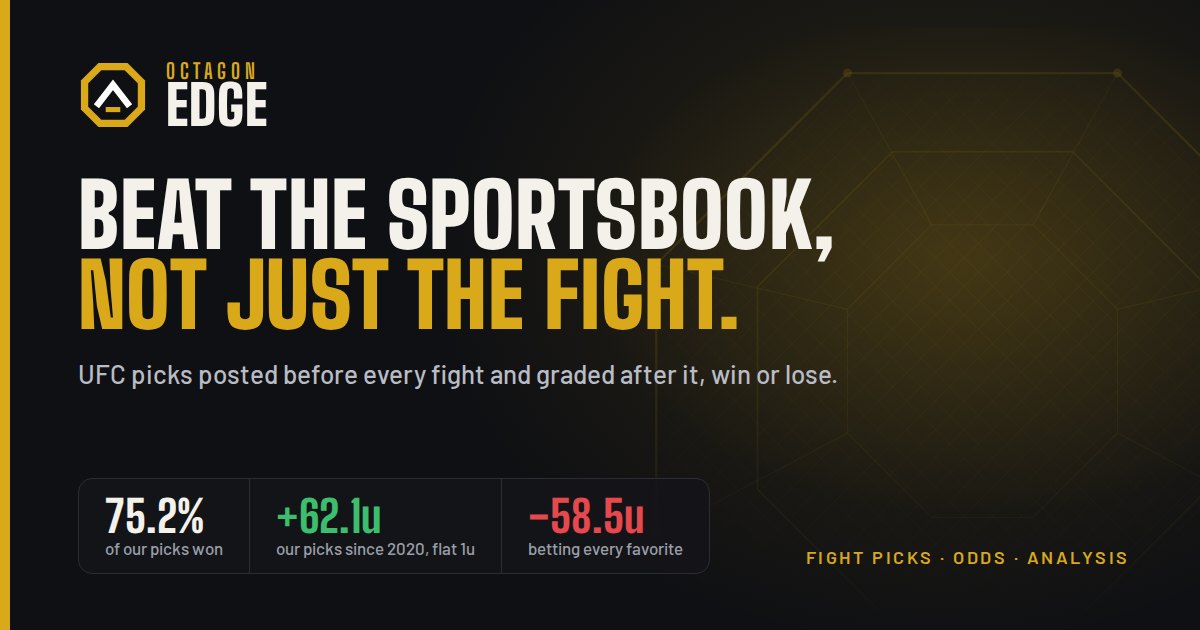 OCTAGON
EDGE
BEAT THE SPORTSBOOK,
NOT JUST THE FIGHT.
UFC picks posted before every fight and graded after it, win or lose.
75.2%
of our picks won
+62.1u
our picks since 2020, flat 1u
−58.5u
betting every favorite
FIGHT PICKS · ODDS · ANALYSIS